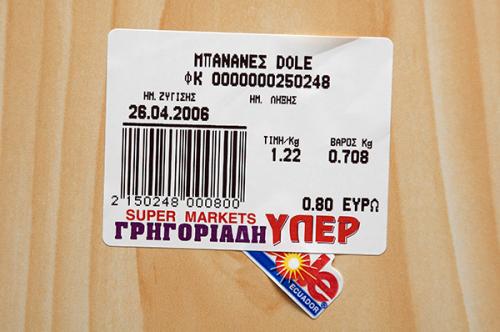 ΜΠΑΝΑΝΕΣ DOLE
ΦΚ 0000000250248
ΗΜ. ΖΥΓΙΣΗΣ ΗΜ. ΛΗΞΗΣ
26.04.2006
ΤΙΜΗ/Kg ΒΑΡΟΣ Kg
1.22 0.708
2 150248 000800
0.80 ΕΥΡΩ
SUPER MARKETS
ΓΡΗΓΟΡΙΑΔΗ ΥΠΕΡ
ECUADOR